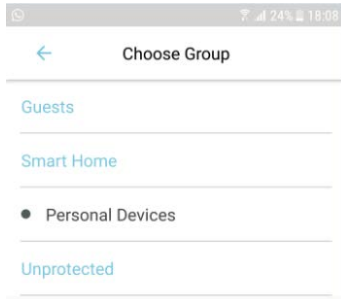 24% 18:08
Choose Group
Guests
Smart Home
Personal Devices
Unprotected